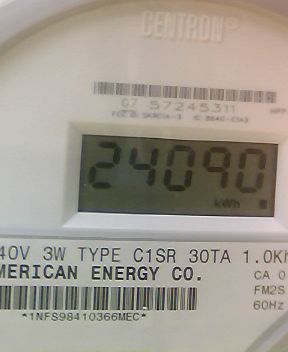 CENTRON®
07 57245311
24090
kWh
40V 3W TYPE C1SR 30TA 1.0Kh
MERICAN ENERGY CO.
CA 0
FM2S
60Hz
*1NFS98410366MEC*